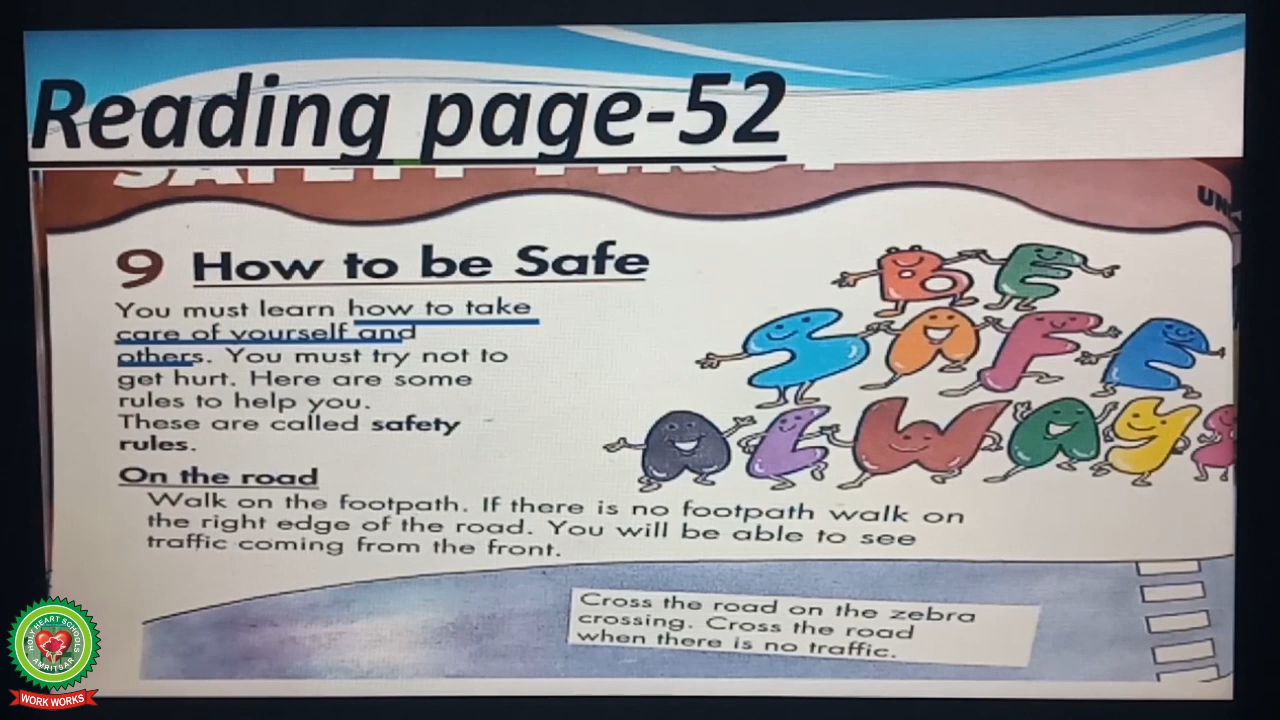 Reading page-52
SAFETY FIRST
9 How to be Safe
You must learn how to take
care of yourself and
others. You must try not to
get hurt. Here are some
rules to help you.
These are called safety
rules.
BE
SAFE
ALWAYS
On the road
Walk on the footpath. If there is no footpath walk on
the right edge of the road. You will be able to see
traffic coming from the front.
Cross the road on the zebra
crossing. Cross the road
when there is no traffic.
HOLY HEART SCHOOLS
AMRITSAR
WORK WORKS